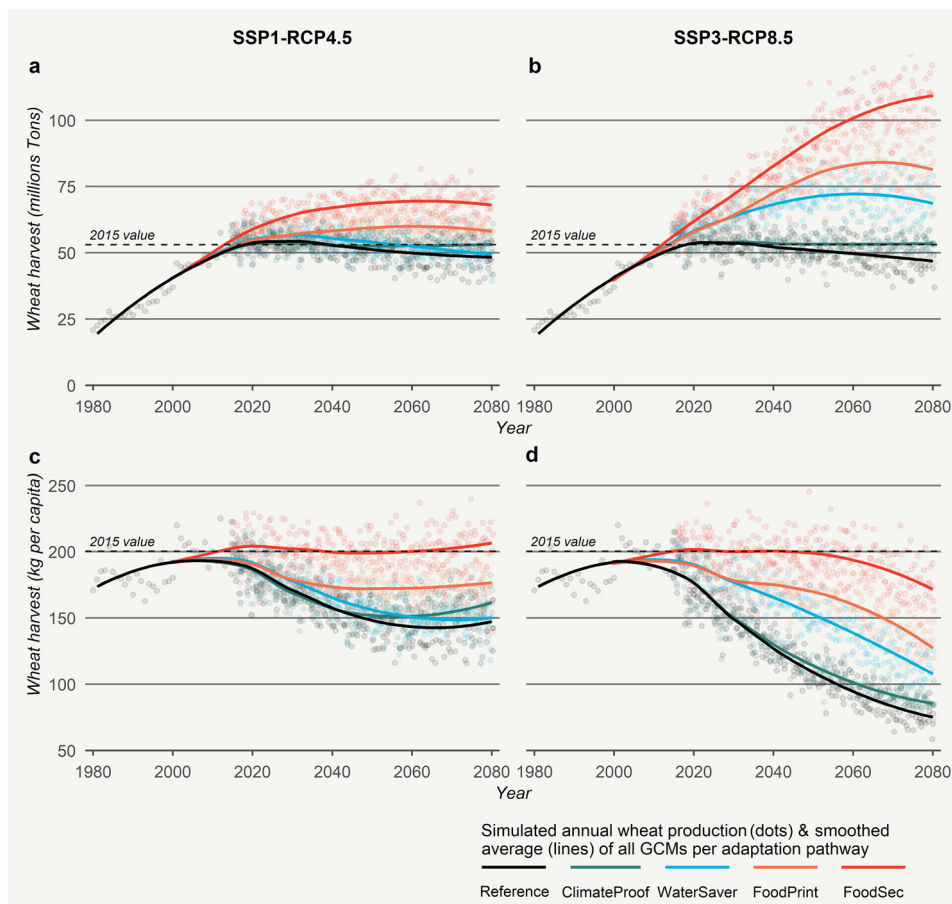 SSP1-RCP4.5 SSP3-RCP8.5
a b
Wheat harvest (millions Tons)
100
75
50
25
0
2015 value
2015 value
1980 2000 2020 2040 2060 2080 1980 2000 2020 2040 2060 2080
Year Year
c d
Wheat harvest (kg per capita)
250
200
150
100
50
2015 value
2015 value
1980 2000 2020 2040 2060 2080 1980 2000 2020 2040 2060 2080
Year Year
Simulated annual wheat production (dots) & smoothed
average (lines) of all GCMs per adaptation pathway
Reference ClimateProof WaterSaver FoodPrint FoodSec